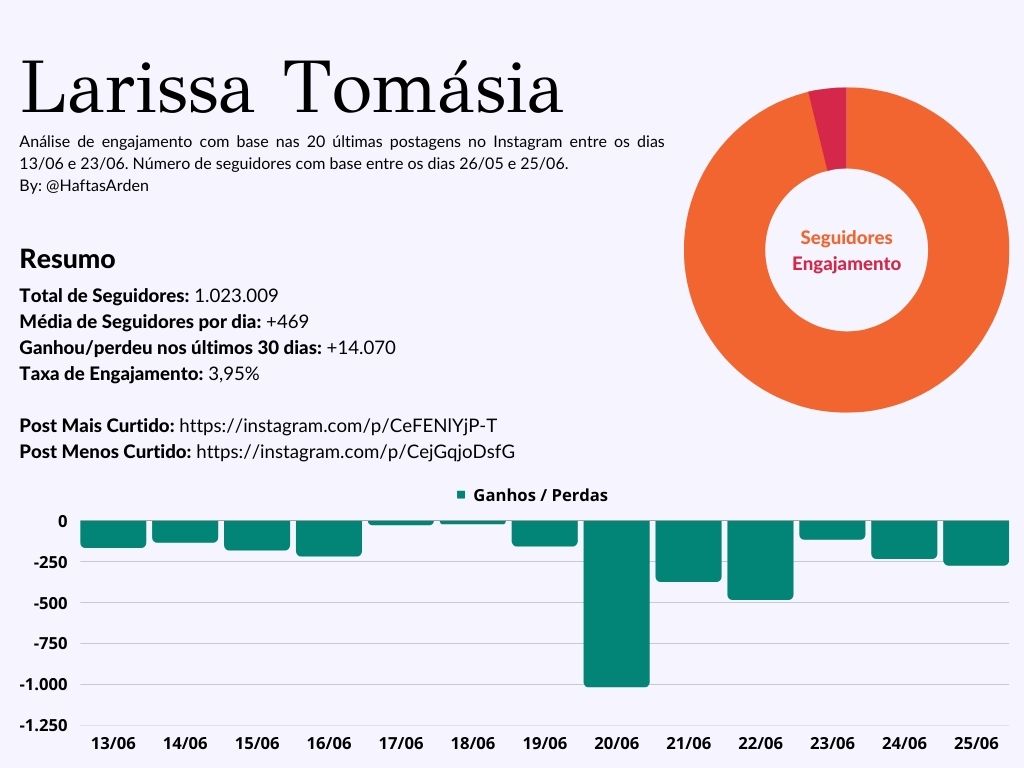 Larissa Tomásia
Análise de engajamento com base nas 20 últimas postagens no Instagram entre os dias
13/06 e 23/06. Número de seguidores com base entre os dias 26/05 e 25/06.
By: @HaftasArden
Seguidores
Engajamento
Resumo
Total de Seguidores: 1.023.009
Média de Seguidores por dia: +469
Ganhou/perdeu nos últimos 30 dias: +14.070
Taxa de Engajamento: 3,95%
Post Mais Curtido: https://instagram.com/p/CeFENlYjP-T
Post Menos Curtido: https://instagram.com/p/CejGqjoDsfG
Ganhos / Perdas
0
-250
-500
-750
-1.000
-1.250
13/06 14/06 15/06 16/06 17/06 18/06 19/06 20/06 21/06 22/06 23/06 24/06 25/06